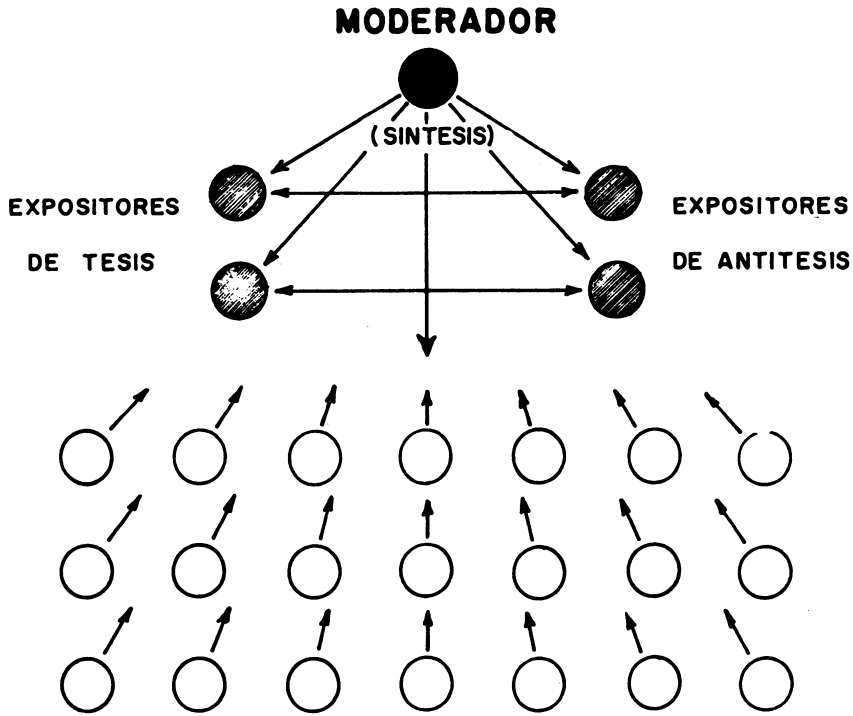 MODERADOR
(SINTESIS)
EXPOSITORES
DE TESIS
EXPOSITORES
DE ANTITESIS